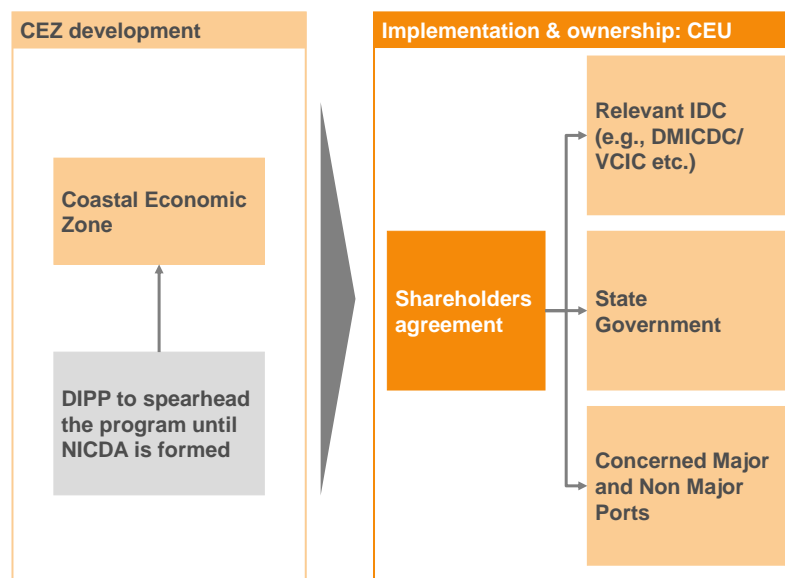 CEZ development
Coastal Economic
Zone
DIPP to spearhead
the program until
NICDA is formed
Implementation & ownership: CEU
Shareholders
agreement
Relevant IDC
(e.g., DMICDC/
VCIC etc.)
State
Government
Concerned Major
and Non Major
Ports